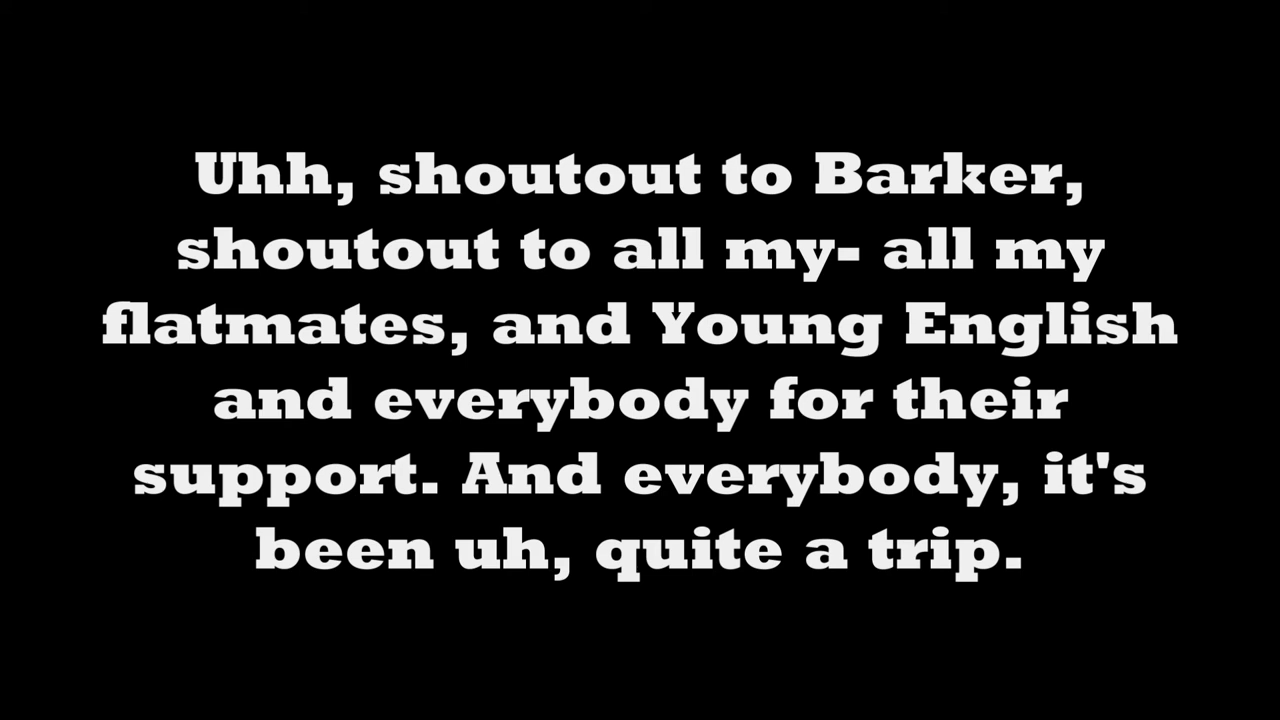 Uhh, shoutout to Barker,
shoutout to all my- all my
flatmates, and Young English
and everybody for their
support. And everybody, it's
been uh, quite a trip.